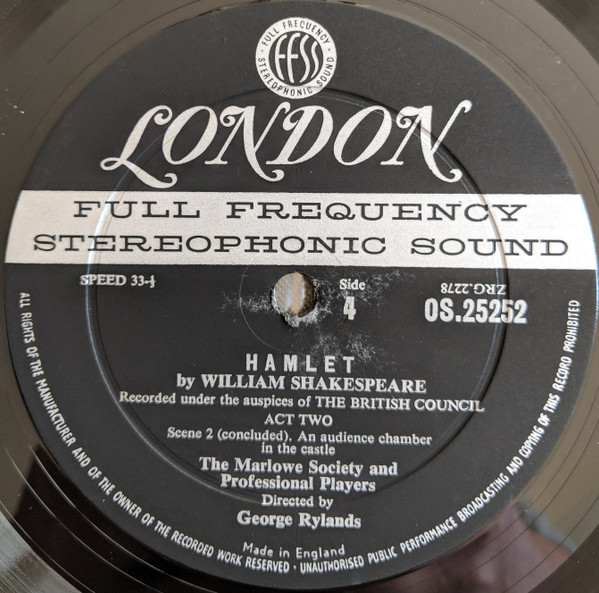 FULL FREQUENCY
FFSS
STEREOPHONIC SOUND
LONDON
FULL FREQUENCY
STEREOPHONIC SOUND
SPEED 33-⅓
Side
4
ZRG.2278
OS.25252
HAMLET
by WILLIAM SHAKESPEARE
Recorded under the auspices of THE BRITISH COUNCIL
ACT TWO
Scene 2 (concluded). An audience chamber
in the castle
The Marlowe Society and
Professional Players
Directed by
George Rylands
Made in England
ALL RIGHTS OF THE MANUFACTURER AND OF THE OWNER OF THE RECORDED WORK RESERVED · UNAUTHORISED PUBLIC PERFORMANCE BROADCASTING AND COPYING OF THIS RECORD PROHIBITED